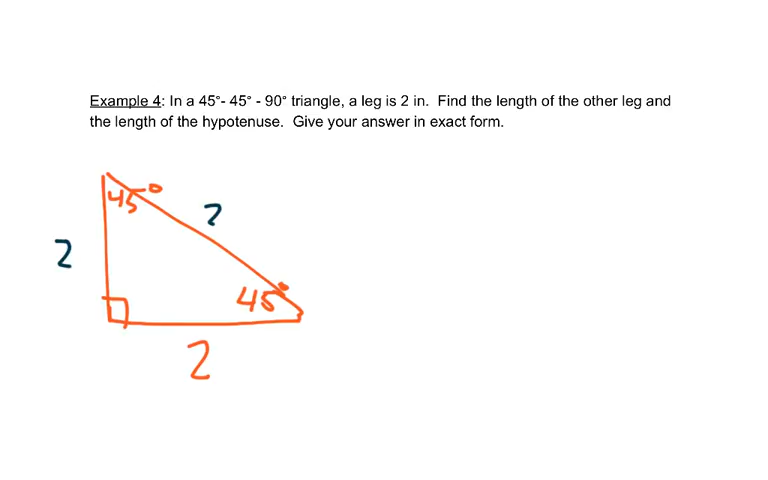 Example 4: In a 45°- 45° - 90° triangle, a leg is 2 in.  Find the length of the other leg and
the length of the hypotenuse.  Give your answer in exact form.
45°
2
2
45°
2